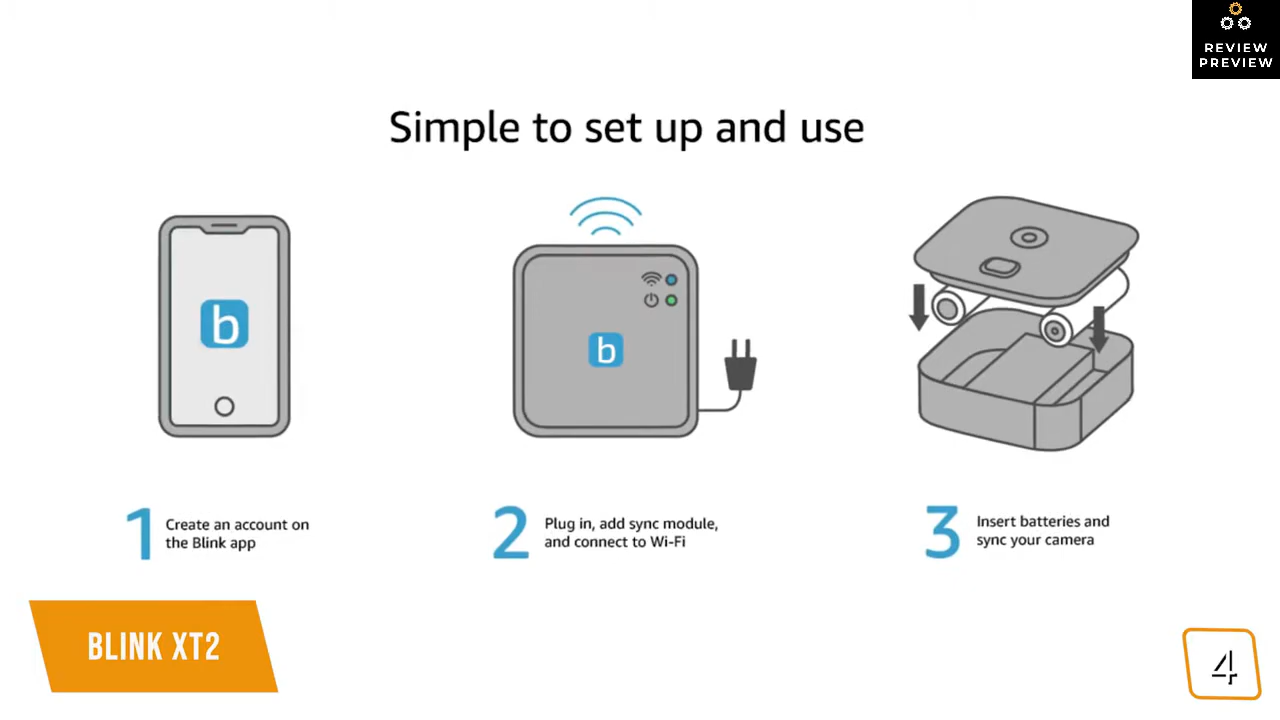 REVIEW
PREVIEW
Simple to set up and use
b
b
1 Create an account on
the Blink app
2 Plug in, add sync module,
and connect to Wi-Fi
3 Insert batteries and
sync your camera
BLINK XT2
4